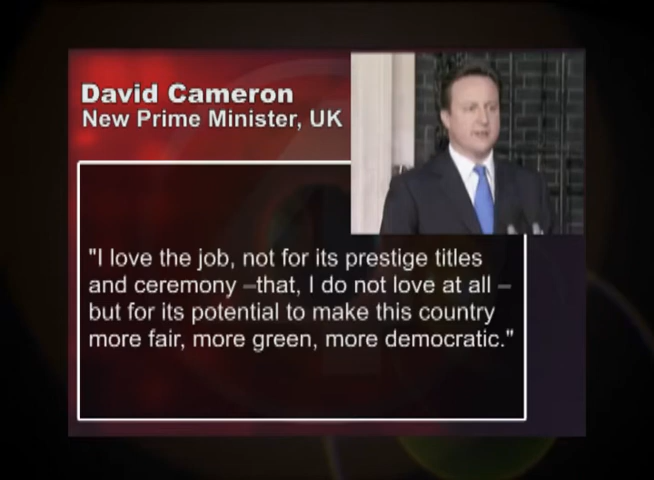 David Cameron
New Prime Minister, UK
"I love the job, not for its prestige titles
and ceremony –that, I do not love at all –
but for its potential to make this country
more fair, more green, more democratic."